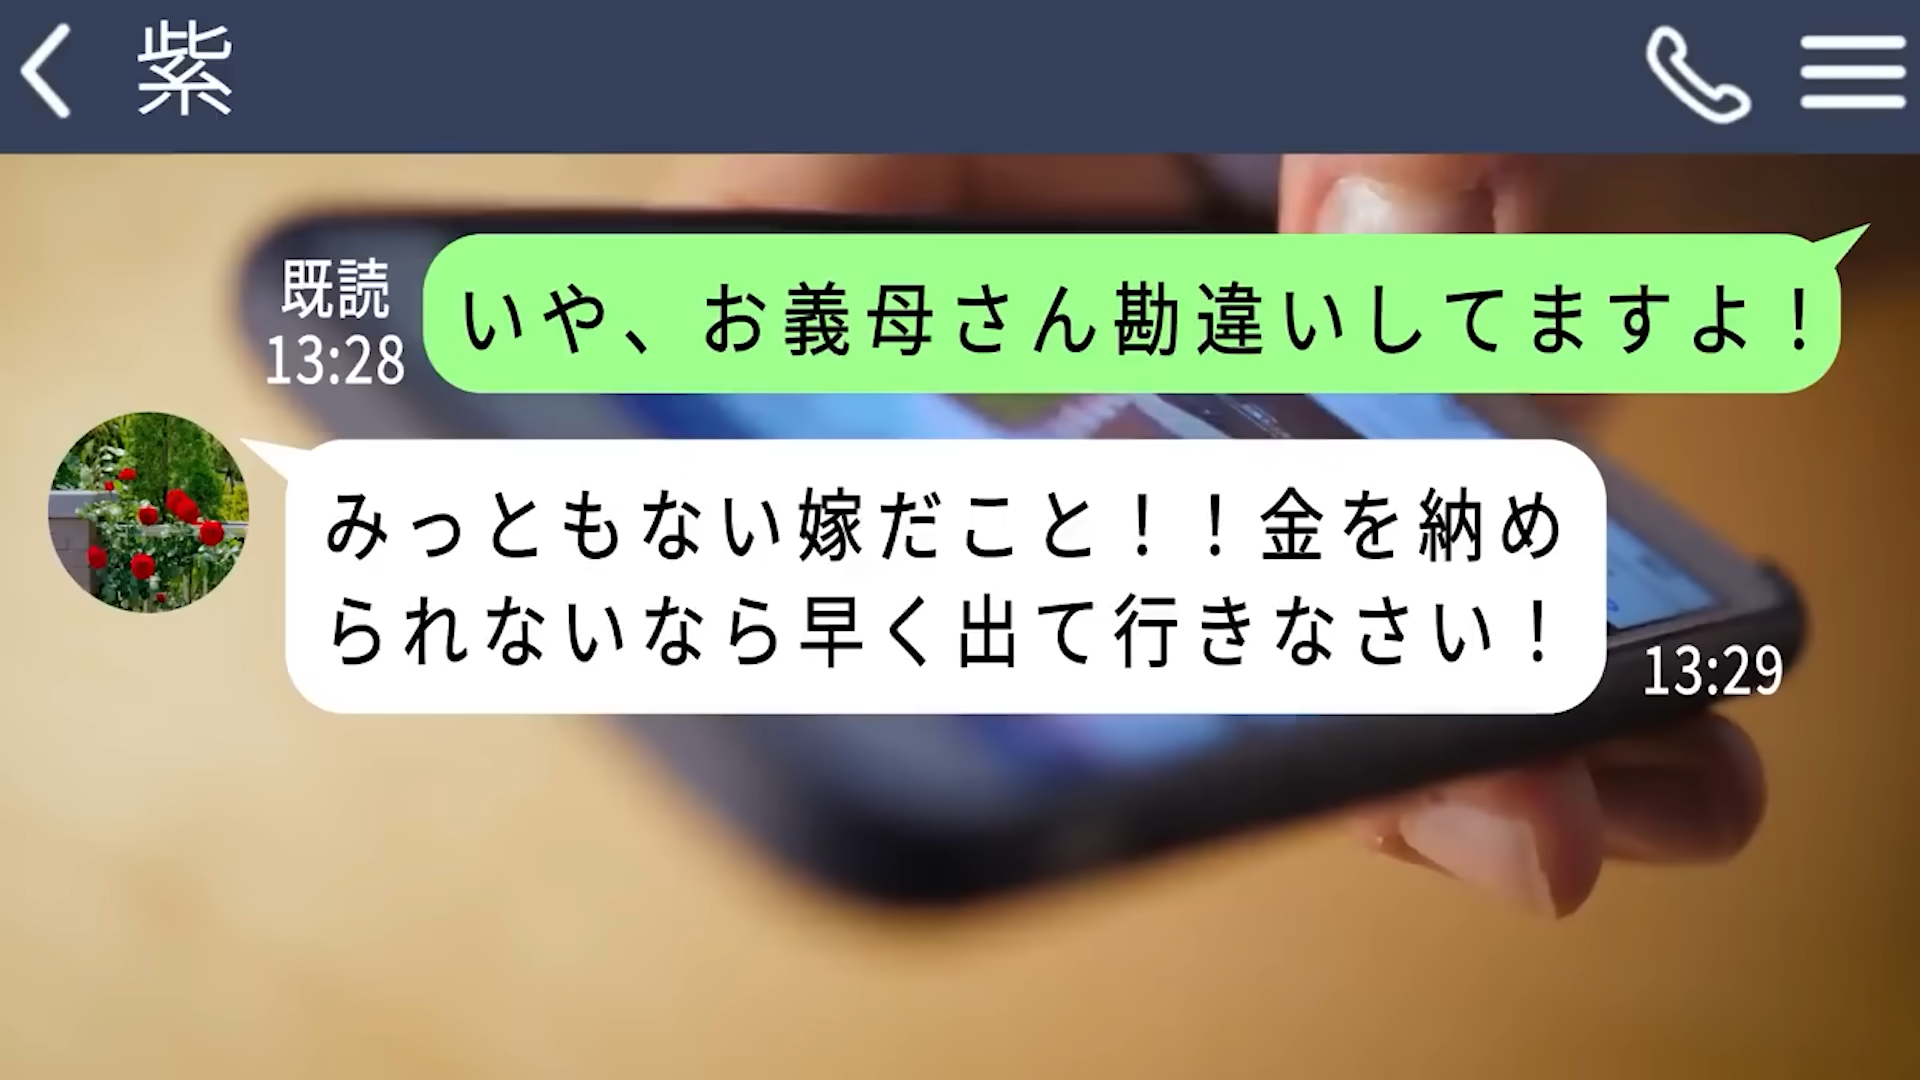 紫
いや、お義母さん勘違いしてますよ！
既読
13:28
みっともない嫁だこと！！金を納め
られないなら早く出て行きなさい！
13:29